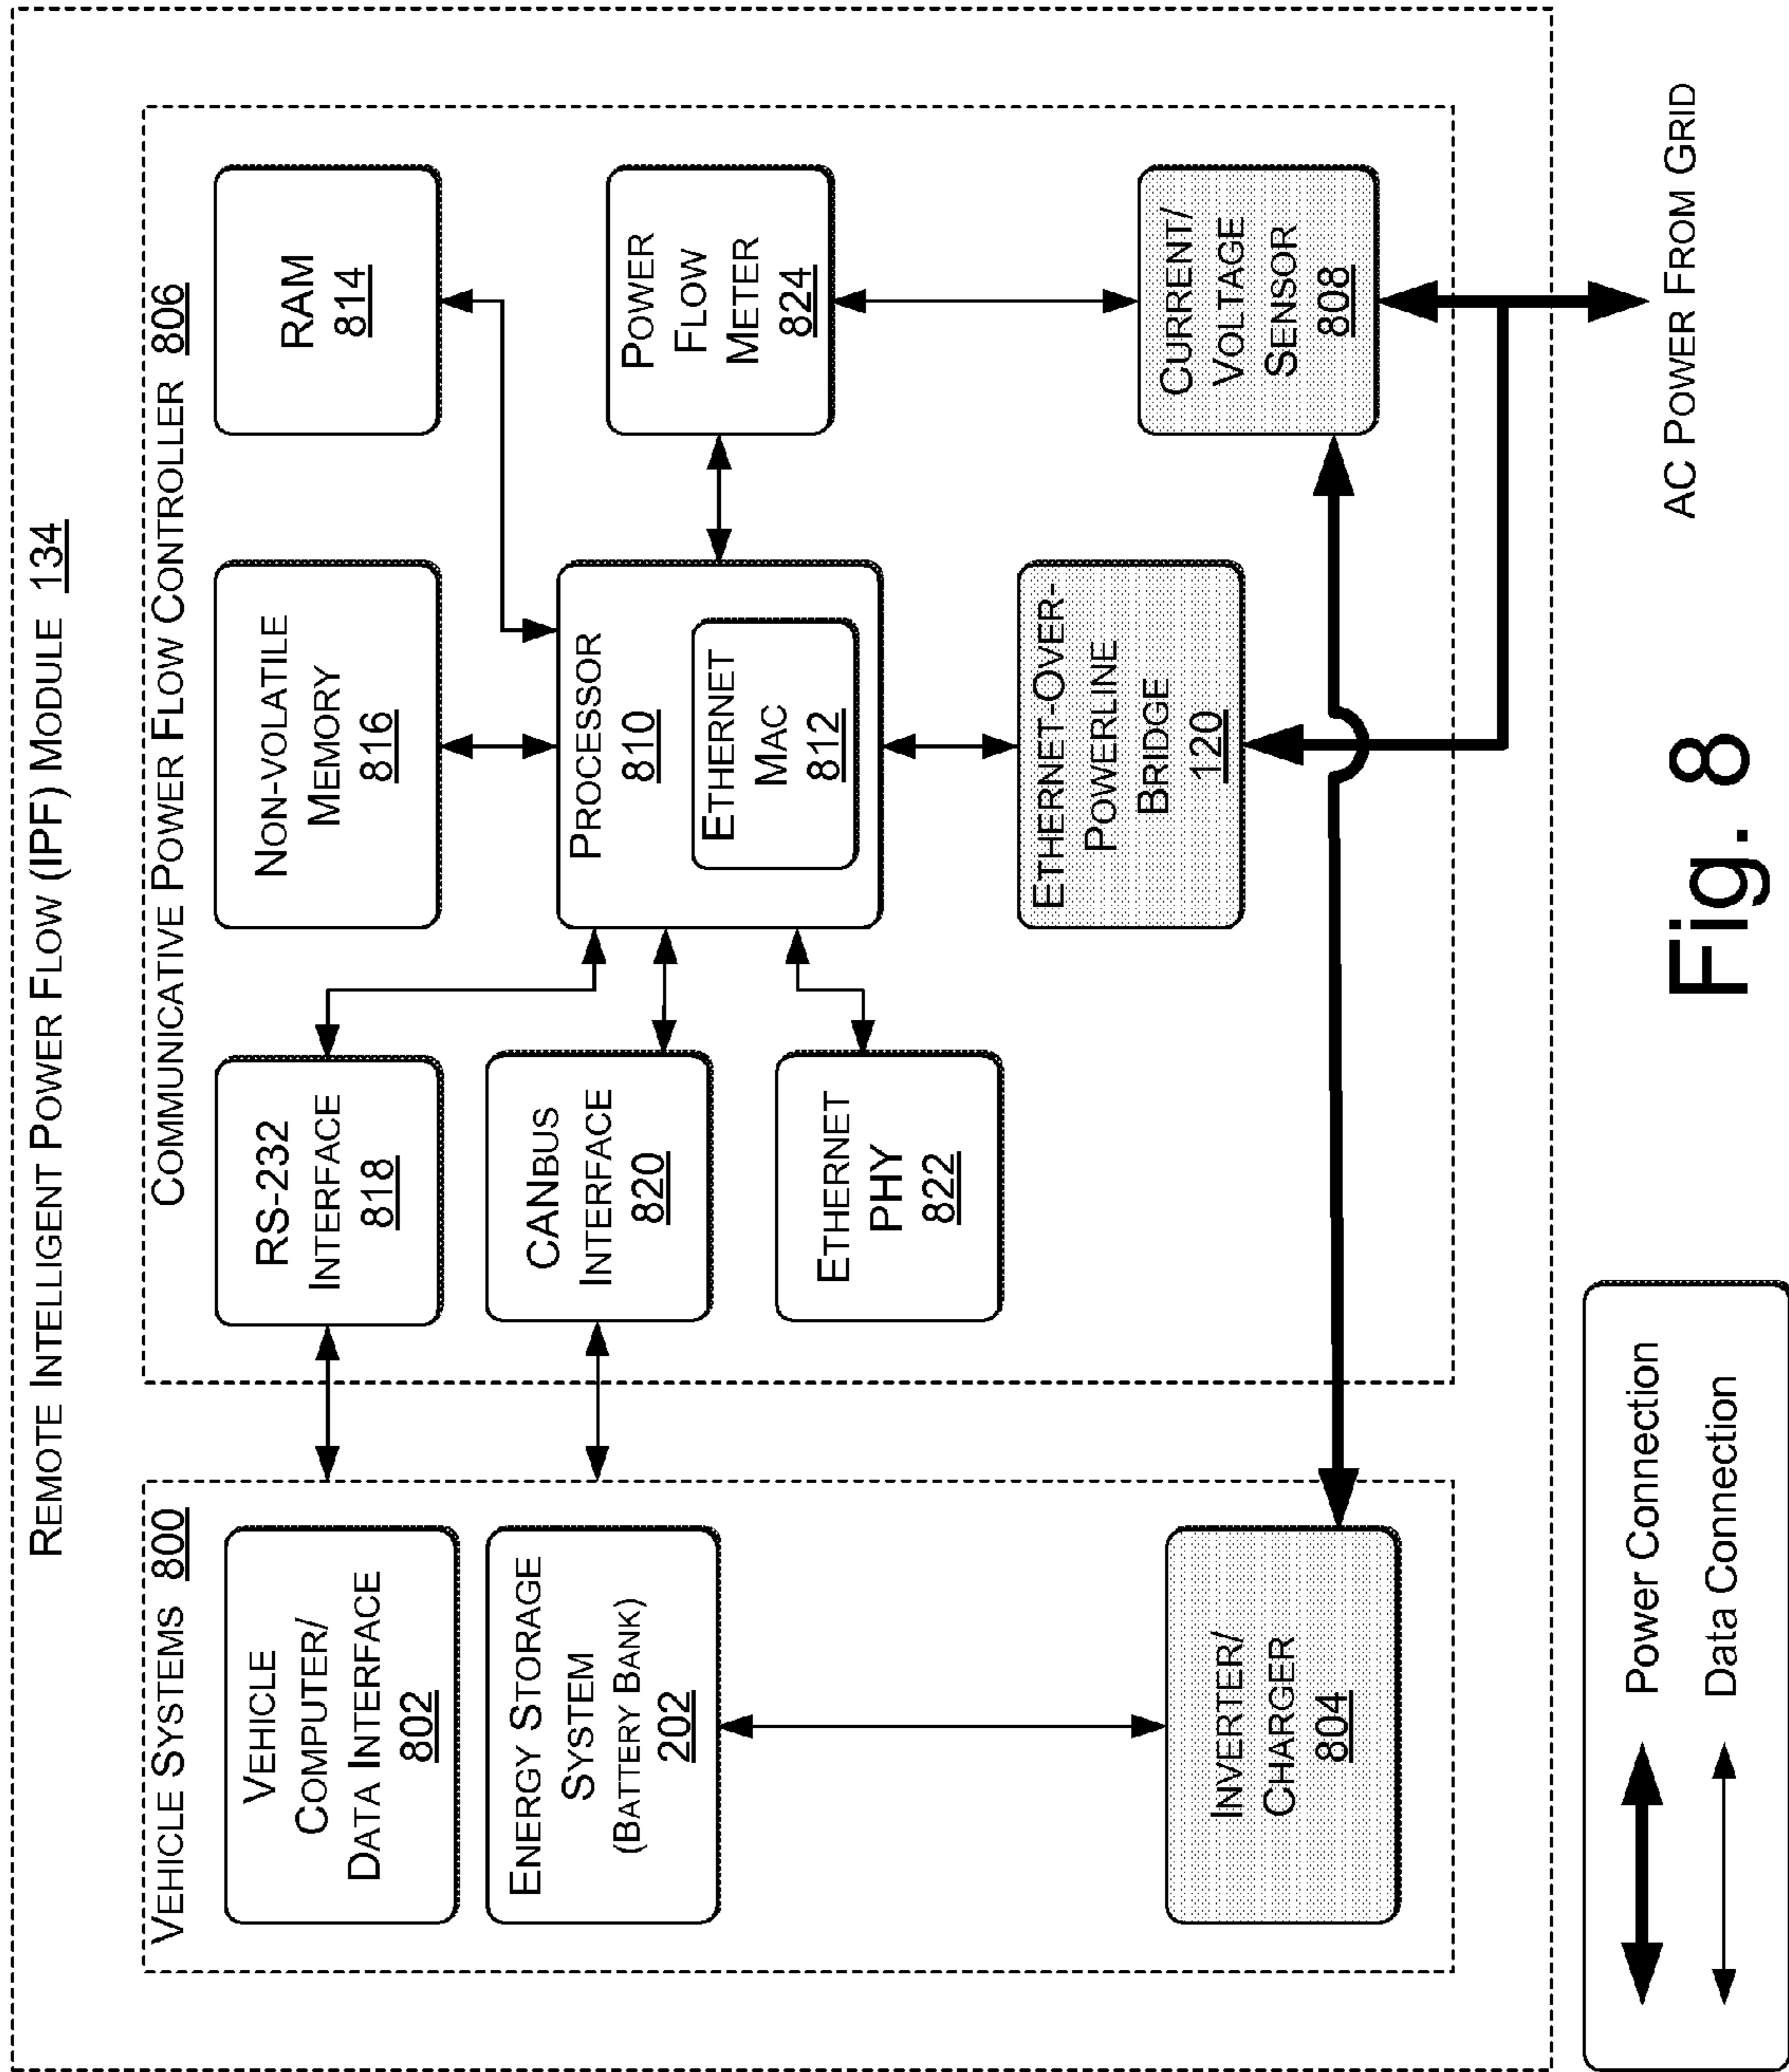 REMOTE INTELLIGENT POWER FLOW (IPF) MODULE 134
VEHICLE SYSTEMS 800
VEHICLE
COMPUTER/
DATA INTERFACE
802
ENERGY STORAGE
SYSTEM
(BATTERY BANK)
202
INVERTER/
CHARGER
804
COMMUNICATIVE POWER FLOW CONTROLLER 806
RS-232
INTERFACE
818
CANBUS
INTERFACE
820
ETHERNET
PHY
822
NON-VOLATILE
MEMORY
816
PROCESSOR
810
ETHERNET
MAC
812
ETHERNET-OVER-
POWERLINE
BRIDGE
120
RAM
814
POWER
FLOW
METER
824
CURRENT/
VOLTAGE
SENSOR
808
AC POWER FROM GRID
Power Connection
Data Connection
Fig. 8